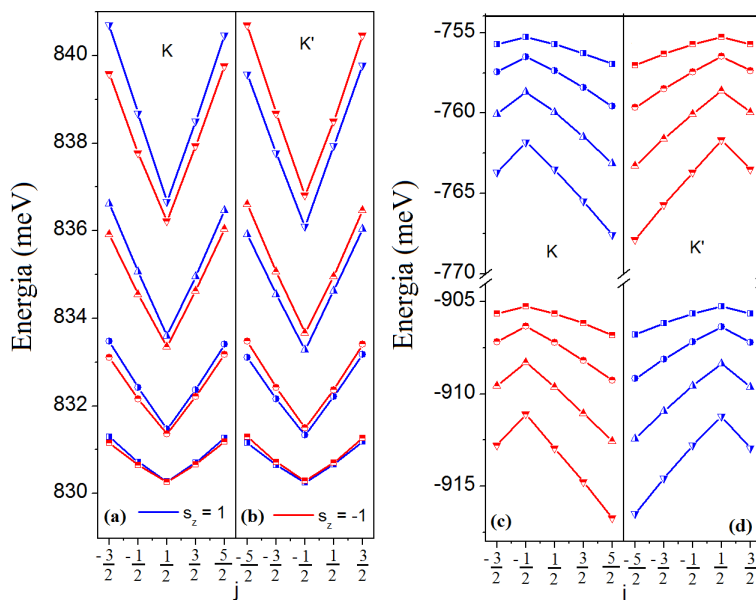 Energia (meV)
840
838
836
834
832
830
K
K'
(a)
s_z = 1
(b)
s_z = -1
-3/2 -1/2 1/2 3/2 5/2
-5/2 -3/2 -1/2 1/2 3/2
j
Energia (meV)
-755
-760
-765
-770
-905
-910
-915
K
K'
(c)
(d)
-3/2 -1/2 1/2 3/2 5/2
-5/2 -3/2 -1/2 1/2 3/2
j